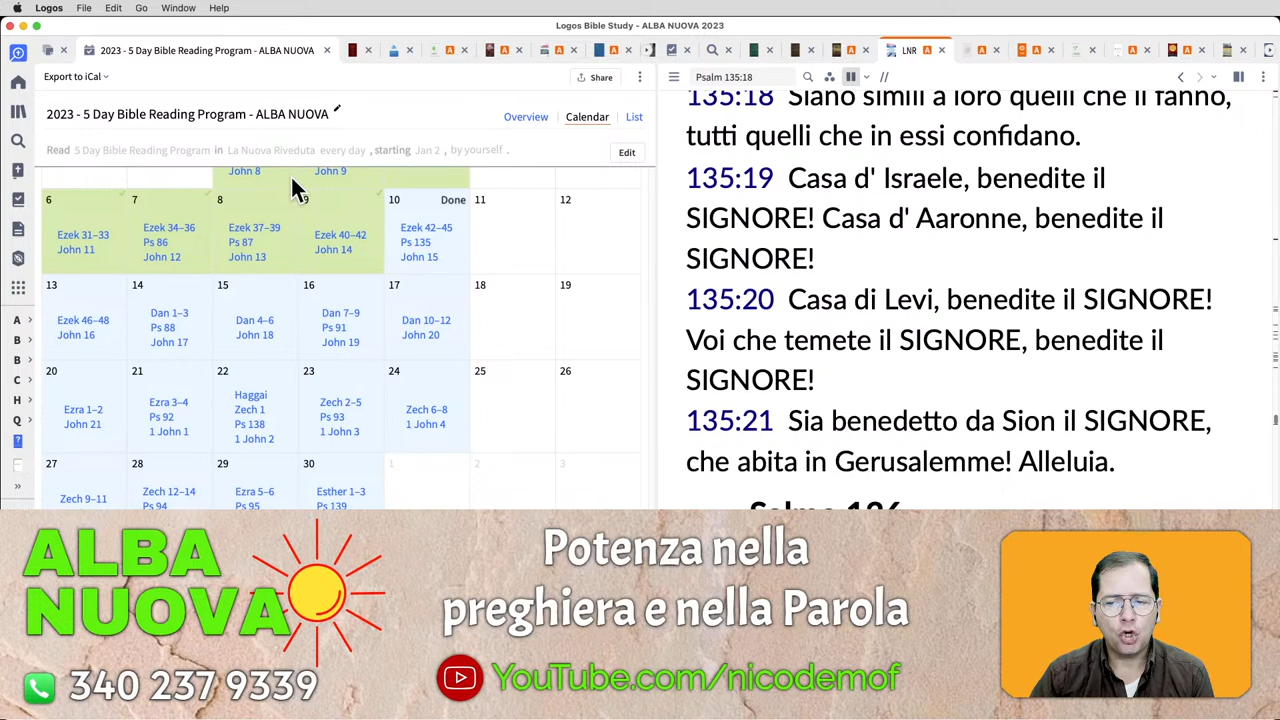 Logos File Edit Go Window Help
Logos Bible Study - ALBA NUOVA 2023
2023 - 5 Day Bible Reading Program - ALBA NUOVA
LNR
Export to iCal
Share
Psalm 135:18
2023 - 5 Day Bible Reading Program - ALBA NUOVA
Overview Calendar List
Read 5 Day Bible Reading Program in La Nuova Riveduta every day , starting Jan 2 , by yourself .
Edit
John 8 John 9
6 7 8 9 10 Done 11 12
Ezek 31–33
John 11
Ezek 34–36
Ps 86
John 12
Ezek 37–39
Ps 87
John 13
Ezek 40–42
John 14
Ezek 42–45
Ps 135
John 15
13 14 15 16 17 18 19
Ezek 46–48
John 16
Dan 1–3
Ps 88
John 17
Dan 4–6
John 18
Dan 7–9
Ps 91
John 19
Dan 10–12
John 20
20 21 22 23 24 25 26
Ezra 1–2
John 21
Ezra 3–4
Ps 92
1 John 1
Haggai
Zech 1
Ps 138
1 John 2
Zech 2–5
Ps 93
1 John 3
Zech 6–8
1 John 4
27 28 29 30 1 2 3
Zech 9–11
Zech 12–14
Ps 94
Ezra 5–6
Ps 95
Esther 1–3
Ps 139
A
B
B
C
H
Q
135:18 Siano simili a loro quelli che li fanno,
tutti quelli che in essi confidano.
135:19 Casa d' Israele, benedite il
SIGNORE! Casa d' Aaronne, benedite il
SIGNORE!
135:20 Casa di Levi, benedite il SIGNORE!
Voi che temete il SIGNORE, benedite il
SIGNORE!
135:21 Sia benedetto da Sion il SIGNORE,
che abita in Gerusalemme! Alleluia.
ALBA
NUOVA
340 237 9339
Potenza nella
preghiera e nella Parola
YouTube.com/nicodemof